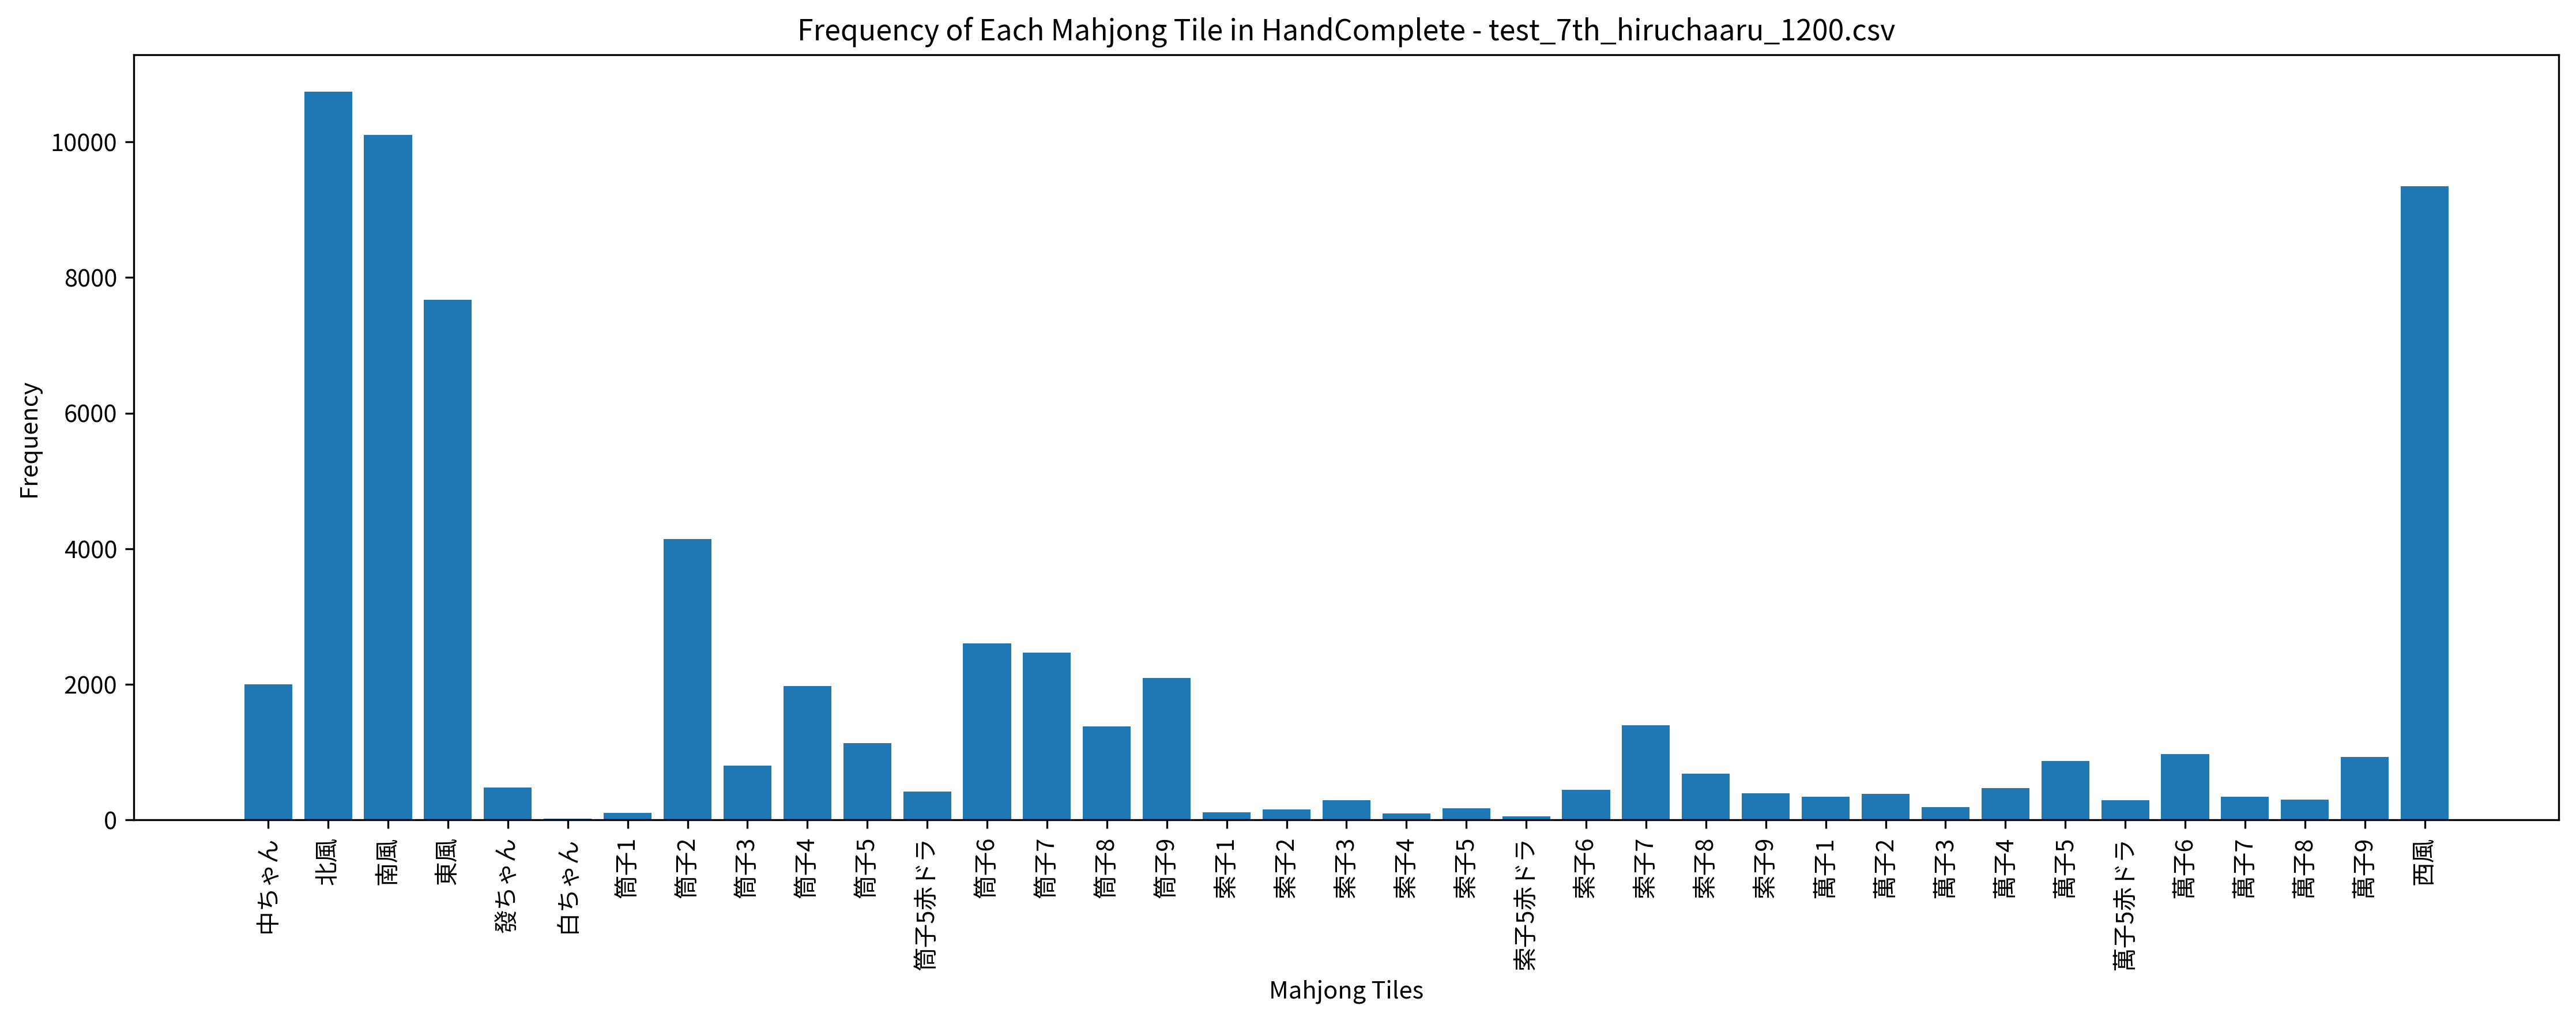 Frequency of Each Mahjong Tile in HandComplete - test_7th_hiruchaaru_1200.csv
Frequency
10000
8000
6000
4000
2000
0
中ちゃん
北風
南風
東風
發ちゃん
白ちゃん
筒子1
筒子2
筒子3
筒子4
筒子5
筒子5赤ドラ
筒子6
筒子7
筒子8
筒子9
索子1
索子2
索子3
索子4
索子5
索子5赤ドラ
索子6
索子7
索子8
索子9
萬子1
萬子2
萬子3
萬子4
萬子5
萬子5赤ドラ
萬子6
萬子7
萬子8
萬子9
西風
Mahjong Tiles